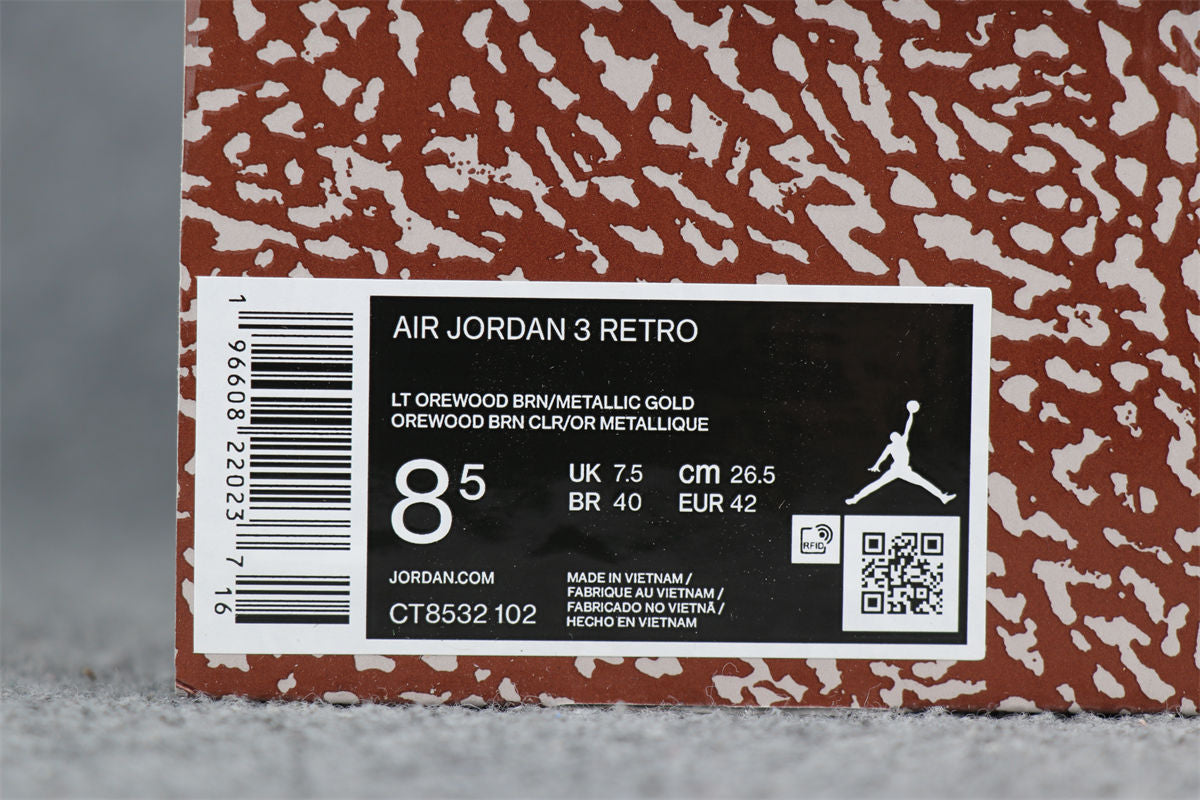 AIR JORDAN 3 RETRO
LT OREWOOD BRN/METALLIC GOLD
OREWOOD BRN CLR/OR METALLIQUE
8 5
UK 7.5 cm 26.5
BR 40 EUR 42
JORDAN.COM
CT8532 102
MADE IN VIETNAM /
FABRIQUE AU VIETNAM /
FABRICADO NO VIETNÃ /
HECHO EN VIETNAM
RFID
1 96608 22023 7 16